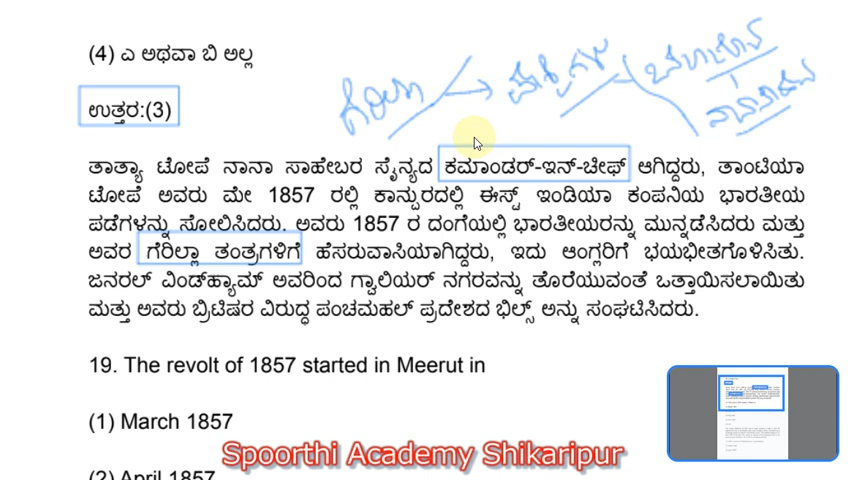 (4) ಎ ಅಥವಾ ಬಿ ಅಲ್ಲ
ಗೆರಿಲಾ →
ಉತ್ತರ:(3)
ತಾತ್ಯಾ ಟೋಪೆ ನಾನಾ ಸಾಹೇಬರ ಸೈನ್ಯದ ಕಮಾಂಡರ್-ಇನ್-ಚೀಫ್ ಆಗಿದ್ದರು, ತಾಂಟಿಯಾ
ಟೋಪೆ ಅವರು ಮೇ 1857 ರಲ್ಲಿ ಕಾನ್ಪುರದಲ್ಲಿ ಈಸ್ಟ್ ಇಂಡಿಯಾ ಕಂಪನಿಯ ಭಾರತೀಯ
ಪಡೆಗಳನ್ನು ಸೋಲಿಸಿದರು. ಅವರು 1857 ರ ದಂಗೆಯಲ್ಲಿ ಭಾರತೀಯರನ್ನು ಮುನ್ನಡೆಸಿದರು ಮತ್ತು
ಅವರ ಗೆರಿಲ್ಲಾ ತಂತ್ರಗಳಿಗೆ ಹೆಸರುವಾಸಿಯಾಗಿದ್ದರು, ಇದು ಆಂಗ್ಲರಿಗೆ ಭಯಭೀತಗೊಳಿಸಿತು.
ಜನರಲ್ ವಿಂಡ್‌ಹ್ಯಾಮ್ ಅವರಿಂದ ಗ್ವಾಲಿಯರ್ ನಗರವನ್ನು ತೊರೆಯುವಂತೆ ಒತ್ತಾಯಿಸಲಾಯಿತು
ಮತ್ತು ಅವರು ಬ್ರಿಟಿಷರ ವಿರುದ್ಧ ಪಂಚಮಹಲ್ ಪ್ರದೇಶದ ಭಿಲ್ಸ್ ಅನ್ನು ಸಂಘಟಿಸಿದರು.
19. The revolt of 1857 started in Meerut in
(1) March 1857
Spoorthi Academy Shikaripur
(2) April 1857